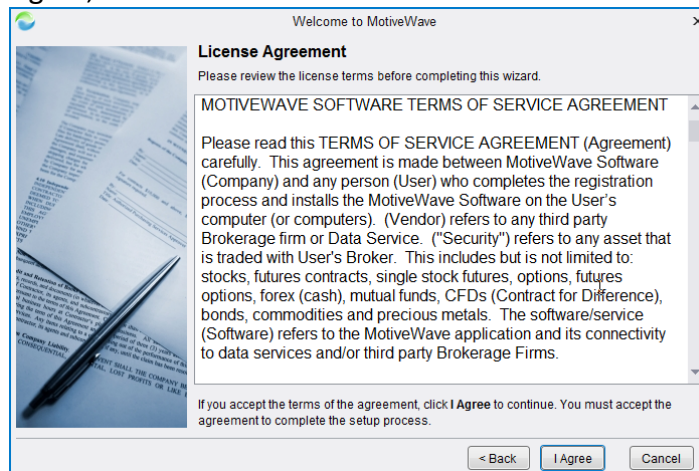 Welcome to MotiveWave
License Agreement
Please review the license terms before completing this wizard.
MOTIVEWAVE SOFTWARE TERMS OF SERVICE AGREEMENT
Please read this TERMS OF SERVICE AGREEMENT (Agreement)
carefully.  This agreement is made between MotiveWave Software
(Company) and any person (User) who completes the registration
process and installs the MotiveWave Software on the User's
computer (or computers).  (Vendor) refers to any third party
Brokerage firm or Data Service.  ("Security") refers to any asset that
is traded with User's Broker.  This includes but is not limited to:
stocks, futures contracts, single stock futures, options, futures
options, forex (cash), mutual funds, CFDs (Contract for Difference),
bonds, commodities and precious metals.  The software/service
(Software) refers to the MotiveWave application and its connectivity
to data services and/or third party Brokerage Firms.
If you accept the terms of the agreement, click I Agree to continue. You must accept the
agreement to complete the setup process.
< Back
I Agree
Cancel